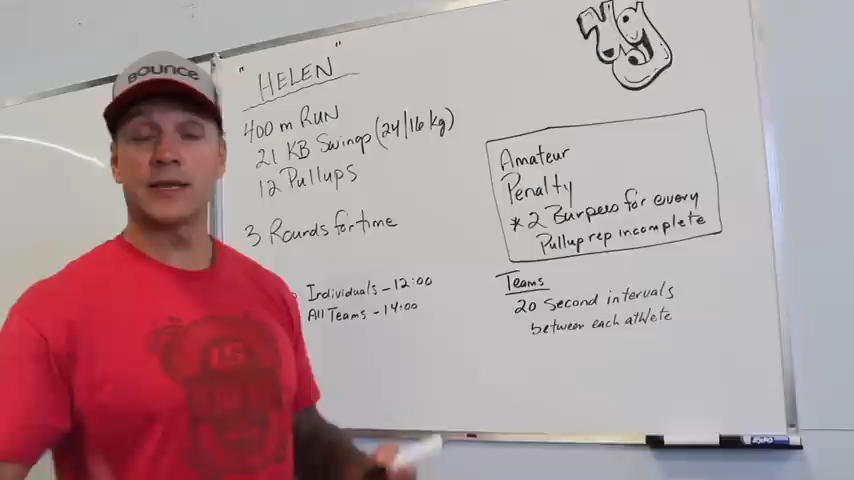 BOUNCE
"HELEN"
400 m RUN
21 KB Swings (24/16 kg)
12 Pullups
3 Rounds for time
Individuals - 12:00
All Teams - 14:00
Amateur
Penalty
* 2 Burpees for every
Pullup rep incomplete
Teams
20 Second intervals
between each athlete
EXPO